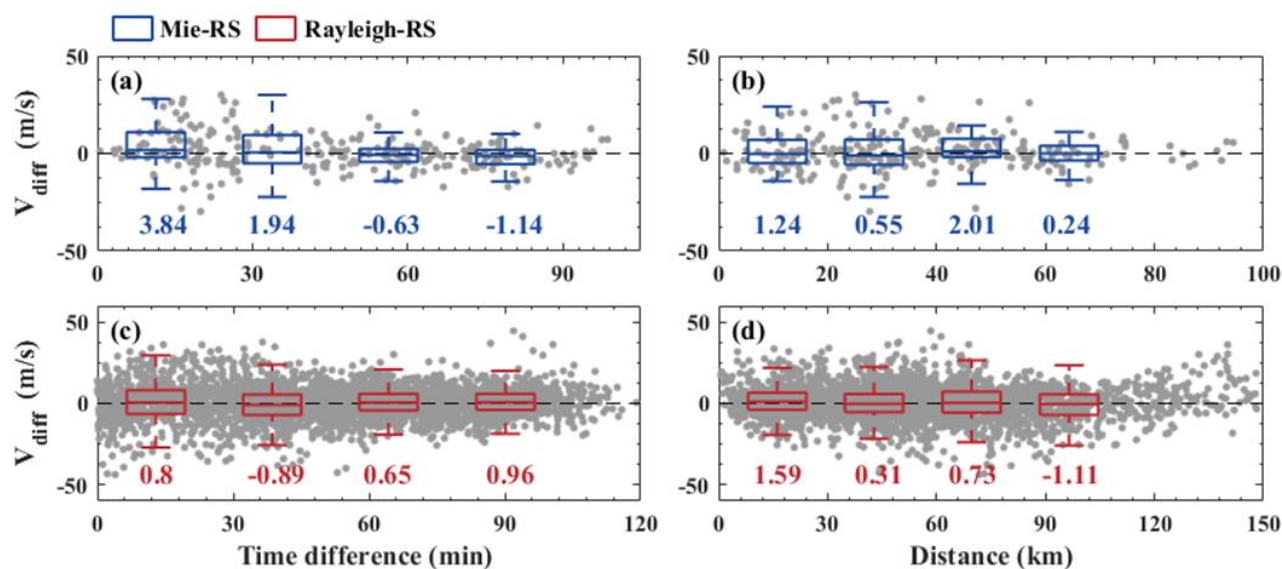 Mie-RS Rayleigh-RS
50 (a) 50 (b)
V_diff (m/s) 0 0
3.84 1.94 -0.63 -1.14 1.24 0.55 2.01 0.24
-50 -50
0 30 60 90 0 20 40 60 80 100
50 (c) 50 (d)
V_diff (m/s) 0 0
0.8 -0.89 0.65 0.96 1.59 0.31 0.73 -1.11
-50 -50
0 30 60 90 120 0 30 60 90 120 150
Time difference (min) Distance (km)